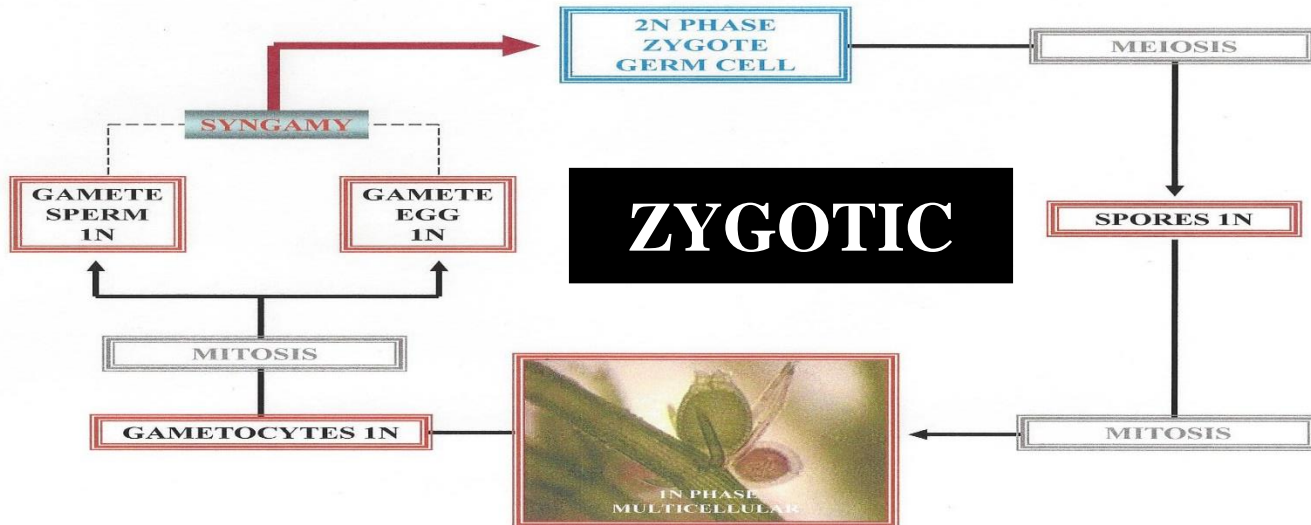 2N PHASE
ZYGOTE
GERM CELL
MEIOSIS
SYNGAMY
GAMETE
SPERM
1N
GAMETE
EGG
1N
ZYGOTIC
SPORES 1N
MITOSIS
GAMETOCYTES 1N
1N PHASE
MULTICELLULAR
MITOSIS